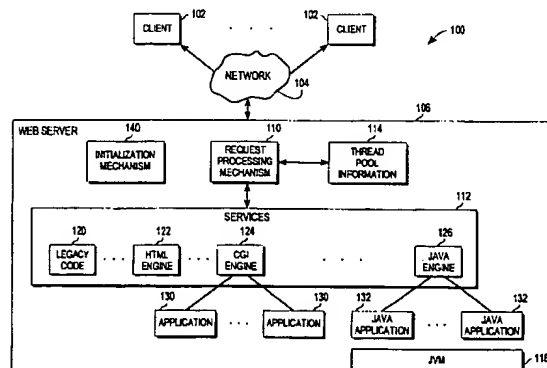 102 102
CLIENT . . . CLIENT
100
NETWORK
104
106
WEB SERVER
140 110 114
INITIALIZATION MECHANISM
REQUEST PROCESSING MECHANISM
THREAD POOL INFORMATION
112
SERVICES
120 122 124 126
LEGACY CODE . . . HTML ENGINE . . . CGI ENGINE . . . JAVA ENGINE
130 130 132 132
APPLICATION . . . APPLICATION JAVA APPLICATION . . . JAVA APPLICATION
JVM
118